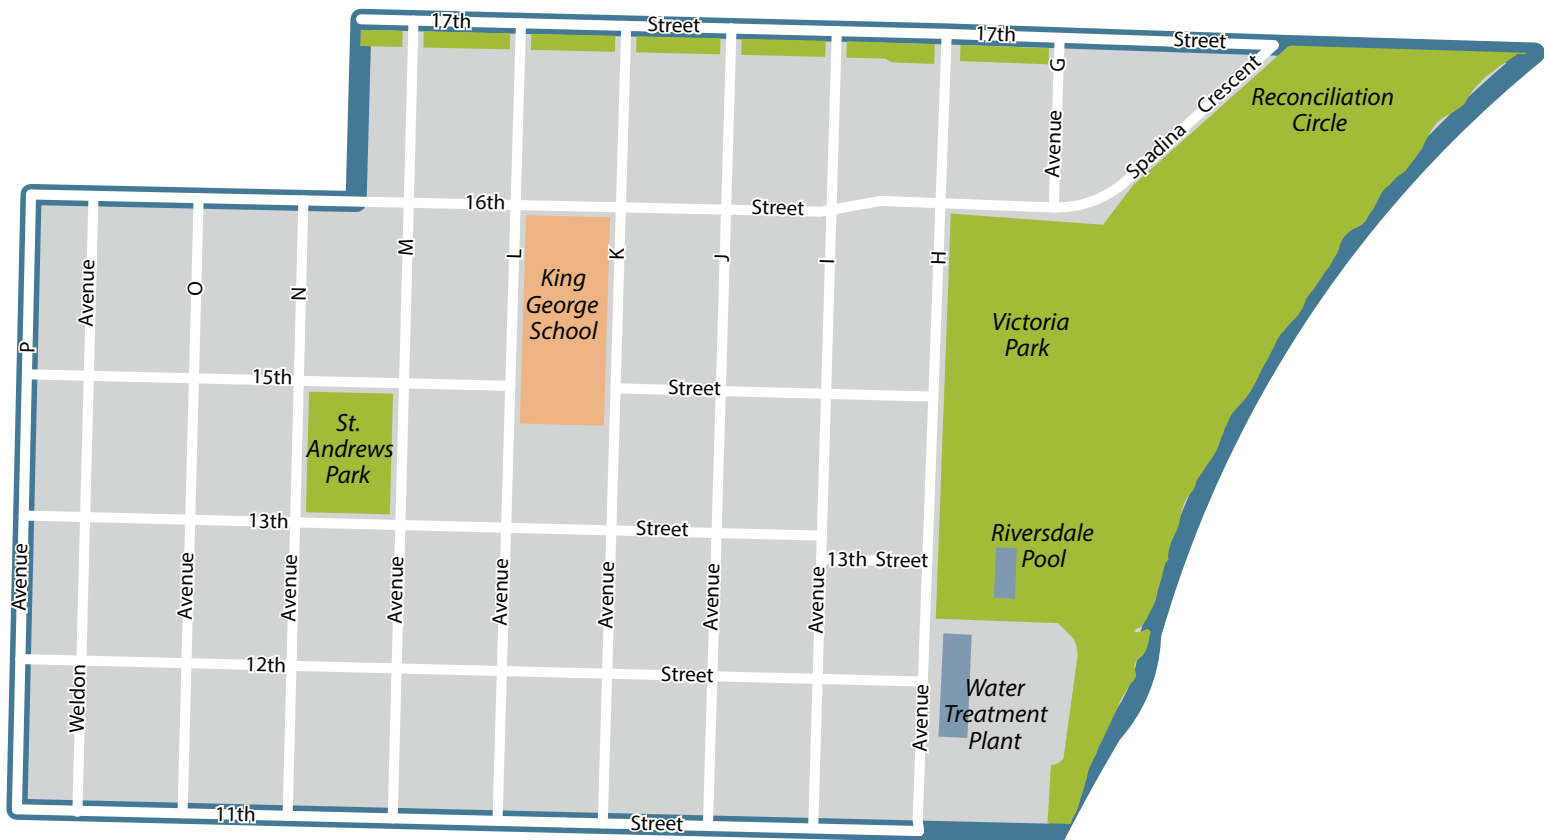 17th
Street
17th
Street
G
Avenue
Spadina
Crescent
Reconciliation
Circle
16th
Street
Avenue
P
O
N
M
L
K
J
I
H
King
George
School
Victoria
Park
15th
Street
St.
Andrews
Park
13th
Street
13th Street
Riversdale
Pool
Avenue
Avenue
Avenue
Avenue
Avenue
Avenue
Avenue
Avenue
12th
Street
Weldon
Avenue
Water
Treatment
Plant
11th
Street